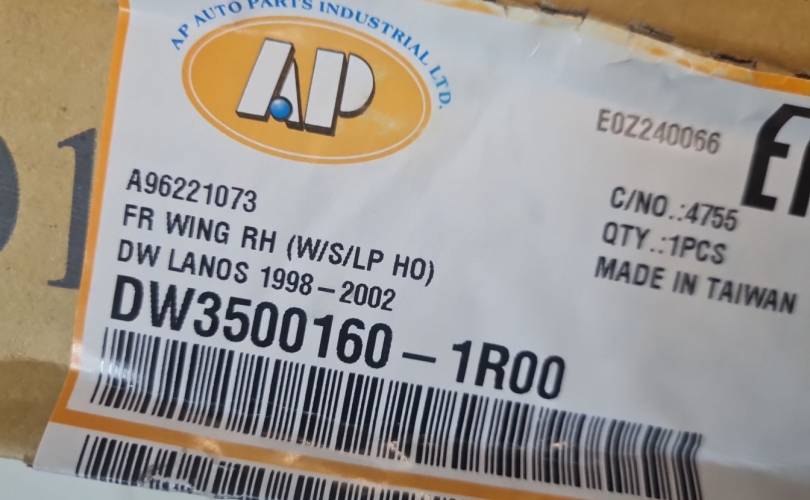 AP AUTO PARTS INDUSTRIAL LTD.
AP
E0Z240066
A96221073
FR WING RH (W/S/LP HO)
DW LANOS 1998-2002
C/NO.:4755
QTY.:1PCS
MADE IN TAIWAN
DW3500160-1R00